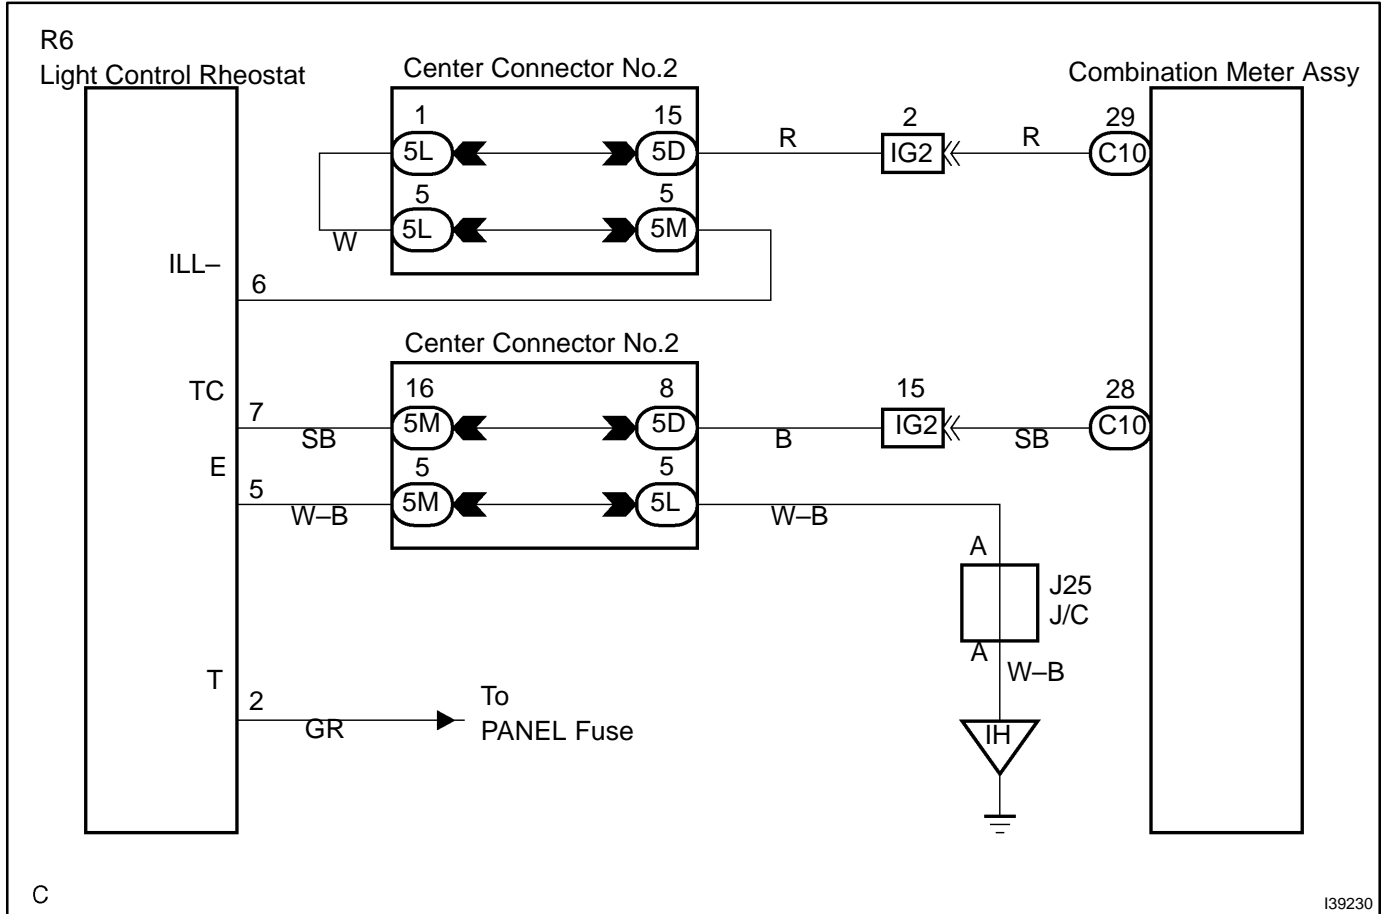 R6
Light Control Rheostat
Center Connector No.2
Combination Meter Assy
1
15
2
29
5L
5D
R
IG2
R
C10
5
5
5L
5M
W
ILL–
6
Center Connector No.2
TC
16
8
15
28
7
5M
5D
IG2
C10
SB
B
SB
E
5
5
5
5M
5L
W–B
W–B
A
J25
J/C
A
W–B
T
2
GR
To
PANEL Fuse
IH
C
I39230